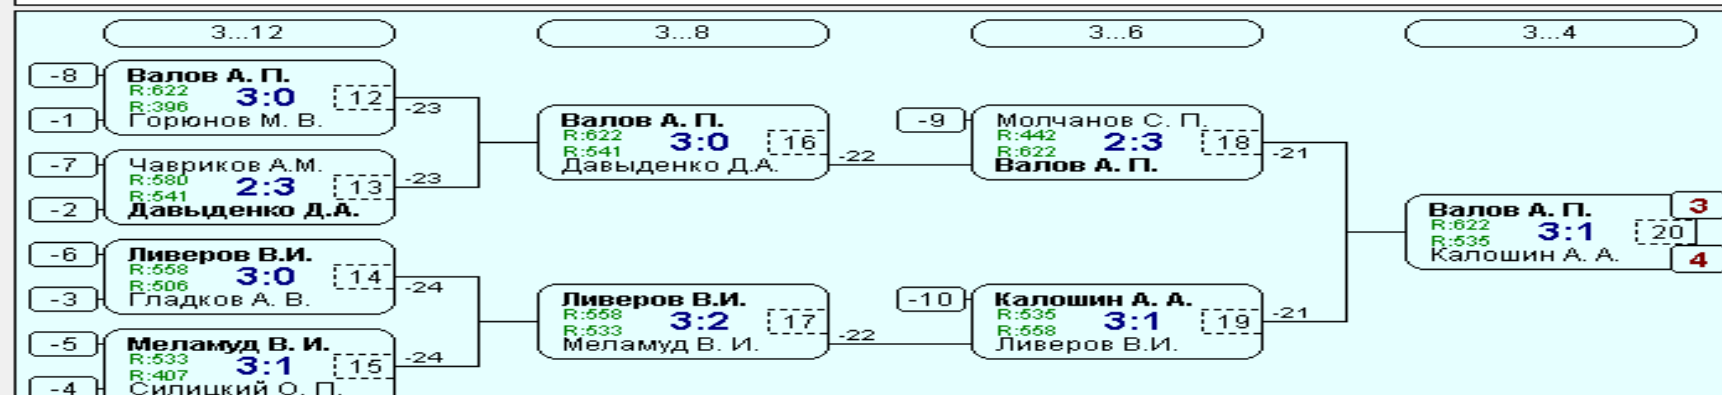 3...12
3...8
3...6
3...4
-8
Валов А. П.
R:622
3:0
12
R:396
-1
Горюнов М. В.
-23
-7
Чавриков А.М.
R:580
2:3
13
R:541
-2
Давыденко Д.А.
-23
-6
Ливеров В.И.
R:558
3:0
14
R:506
-3
Гладков А. В.
-24
-5
Меламуд В. И.
R:533
3:1
15
R:407
-4
Силицкий О. П.
-24
Валов А. П.
R:622
3:0
16
R:541
Давыденко Д.А.
-22
Ливеров В.И.
R:558
3:2
17
R:533
Меламуд В. И.
-22
-9
Молчанов С. П.
R:442
2:3
18
R:622
Валов А. П.
-21
-10
Калошин А. А.
R:535
3:1
19
R:558
Ливеров В.И.
-21
Валов А. П.
3
R:622
3:1
20
R:535
Калошин А. А.
4